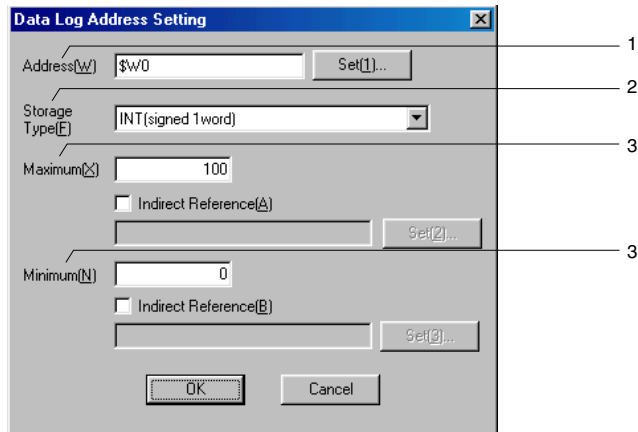 Data Log Address Setting
1
Address(W) $W0 Set(1)...
2
Storage
Type(F) INT(signed 1word)
3
Maximum(X) 100
Indirect Reference(A)
Set(2)...
3
Minimum(N) 0
Indirect Reference(B)
Set(3)...
OK Cancel